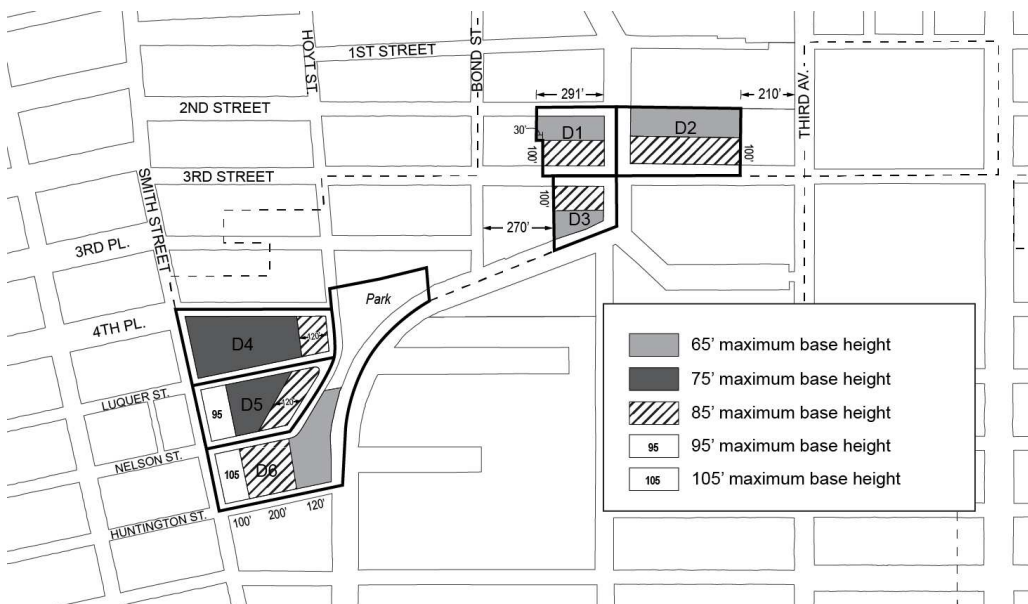 HOYT ST.
BOND ST.
1ST STREET
2ND STREET
291'
210'
THIRD AV.
D1
D2
30'
100'
100'
3RD STREET
100'
SMITH STREET
D3
3RD PL.
270'
Park
4TH PL.
D4
120'
LUQUER ST.
95
D5
120'
NELSON ST.
105
D6
HUNTINGTON ST.
100'
200'
120'
65' maximum base height
75' maximum base height
85' maximum base height
95
95' maximum base height
105
105' maximum base height